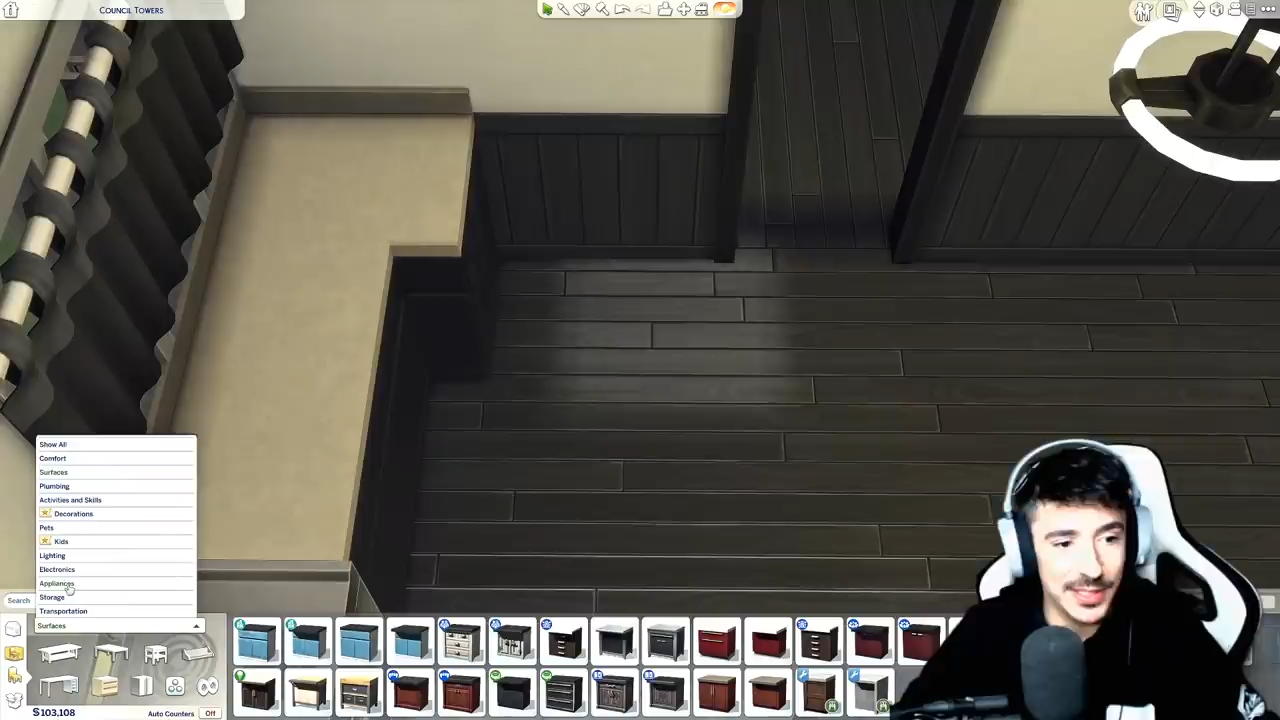 COUNCIL TOWERS
Show All
Comfort
Surfaces
Plumbing
Activities and Skills
Decorations
Pets
Kids
Lighting
Electronics
Appliances
Storage
Transportation
Search
Surfaces
$103,108
Auto Counters
Off